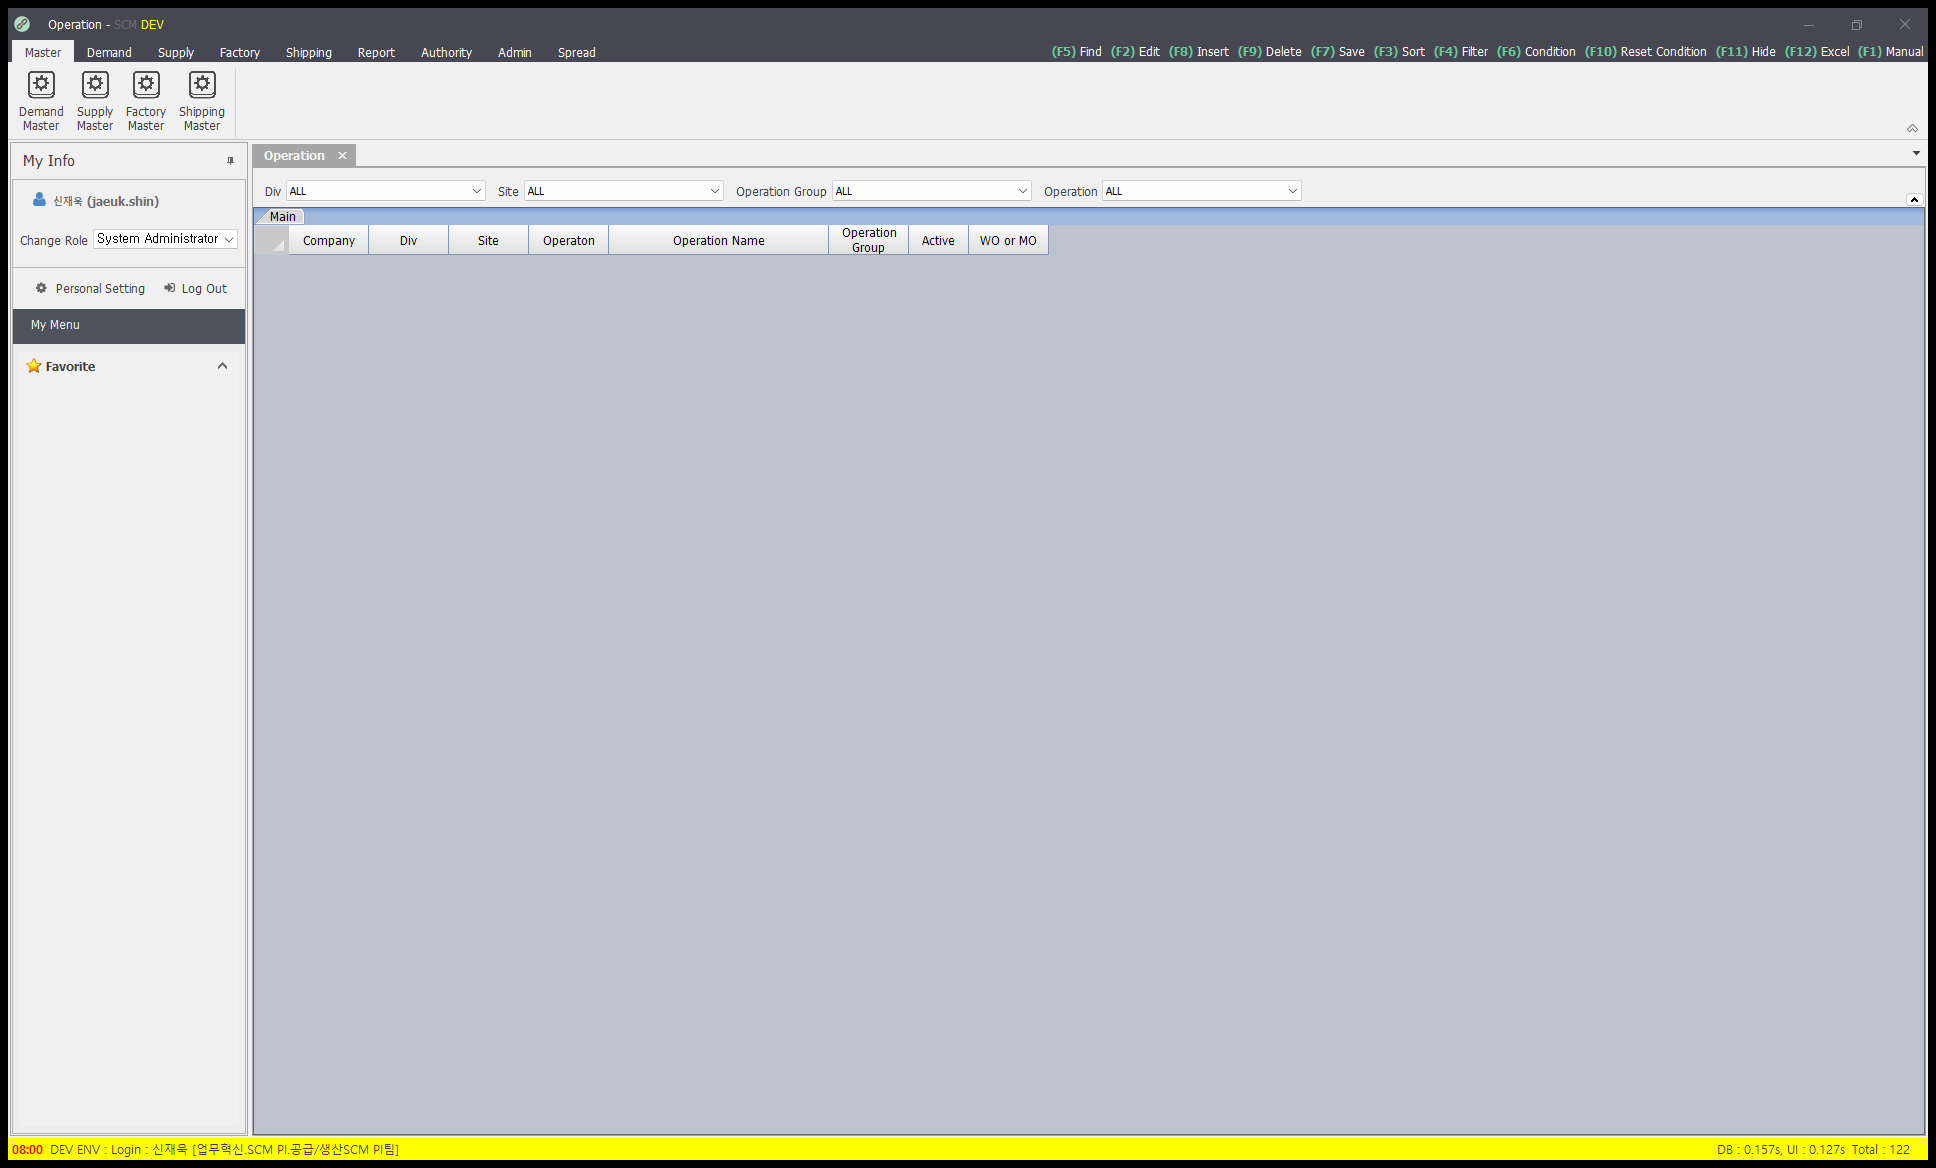 Operation - SCM DEV
Master Demand Supply Factory Shipping Report Authority Admin Spread
(F5) Find (F2) Edit (F8) Insert (F9) Delete (F7) Save (F3) Sort (F4) Filter (F6) Condition (F10) Reset Condition (F11) Hide (F12) Excel (F1) Manual
Demand Master
Supply Master
Factory Master
Shipping Master
My Info
신재욱 (jaeuk.shin)
Change Role System Administrator
Personal Setting Log Out
My Menu
Favorite
Operation
Div ALL Site ALL Operation Group ALL Operation ALL
Main
Company Div Site Operaton Operation Name Operation Group Active WO or MO
08:00 DEV ENV : Login : 신재욱 [업무혁신.SCM PI.공급/생산SCM PI팀]
DB : 0.157s, UI : 0.127s Total : 122